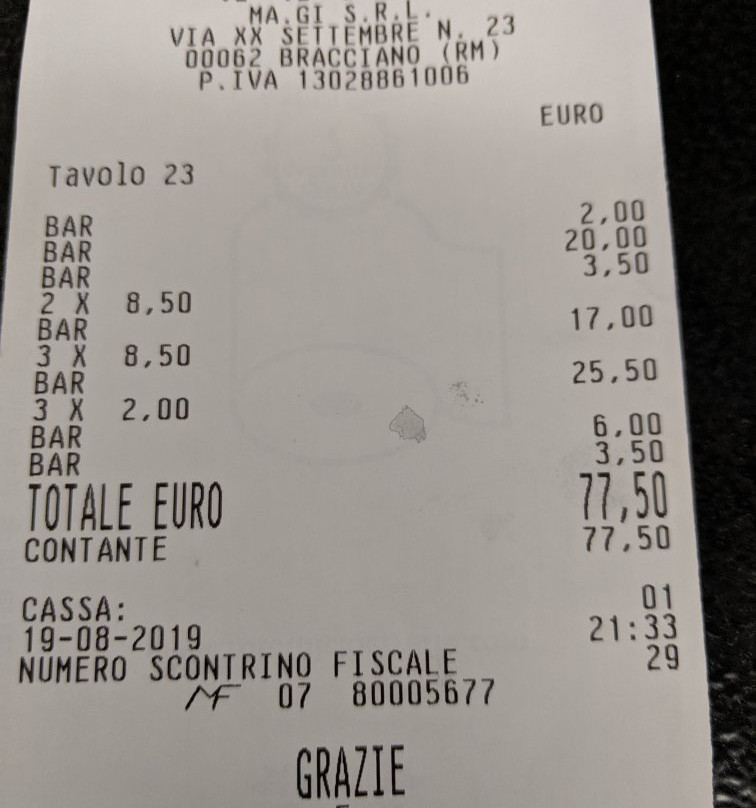 MA.GI S.R.L.
VIA XX SETTEMBRE N. 23
00062 BRACCIANO (RM)
P.IVA 13028861006
EURO
Tavolo 23
BAR 2,00
BAR 20,00
BAR 3,50
2 X 8,50
BAR 17,00
3 X 8,50
BAR 25,50
3 X 2,00
BAR 6,00
BAR 3,50
TOTALE EURO 77,50
CONTANTE 77,50
CASSA: 01
19-08-2019 21:33
NUMERO SCONTRINO FISCALE 29
MF 07 80005677
GRAZIE